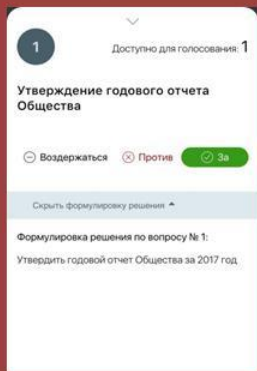 1
Доступно для голосования: 1
Утверждение годового отчета
Общества
Воздержаться Против За
Скрыть формулировку решения
Формулировка решения по вопросу № 1:
Утвердить годовой отчет Общества за 2017 год